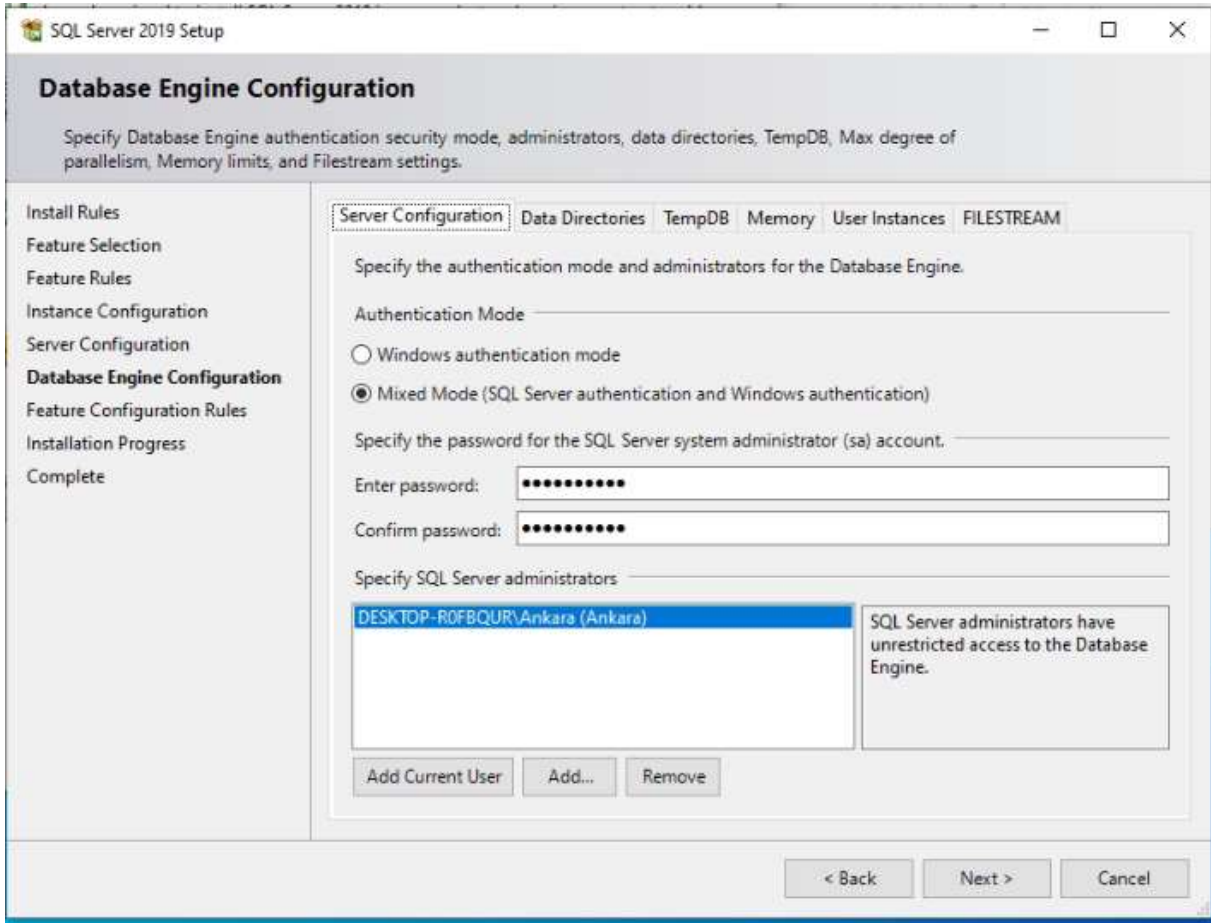 SQL Server 2019 Setup
Database Engine Configuration
Specify Database Engine authentication security mode, administrators, data directories, TempDB, Max degree of
parallelism, Memory limits, and Filestream settings.
Install Rules
Feature Selection
Feature Rules
Instance Configuration
Server Configuration
Database Engine Configuration
Feature Configuration Rules
Installation Progress
Complete
Server Configuration Data Directories TempDB Memory User Instances FILESTREAM
Specify the authentication mode and administrators for the Database Engine.
Authentication Mode
Windows authentication mode
Mixed Mode (SQL Server authentication and Windows authentication)
Specify the password for the SQL Server system administrator (sa) account.
Enter password: ●●●●●●●●●●
Confirm password: ●●●●●●●●●●
Specify SQL Server administrators
DESKTOP-R0FBQUR\Ankara (Ankara)
SQL Server administrators have
unrestricted access to the Database
Engine.
Add Current User Add... Remove
< Back Next > Cancel